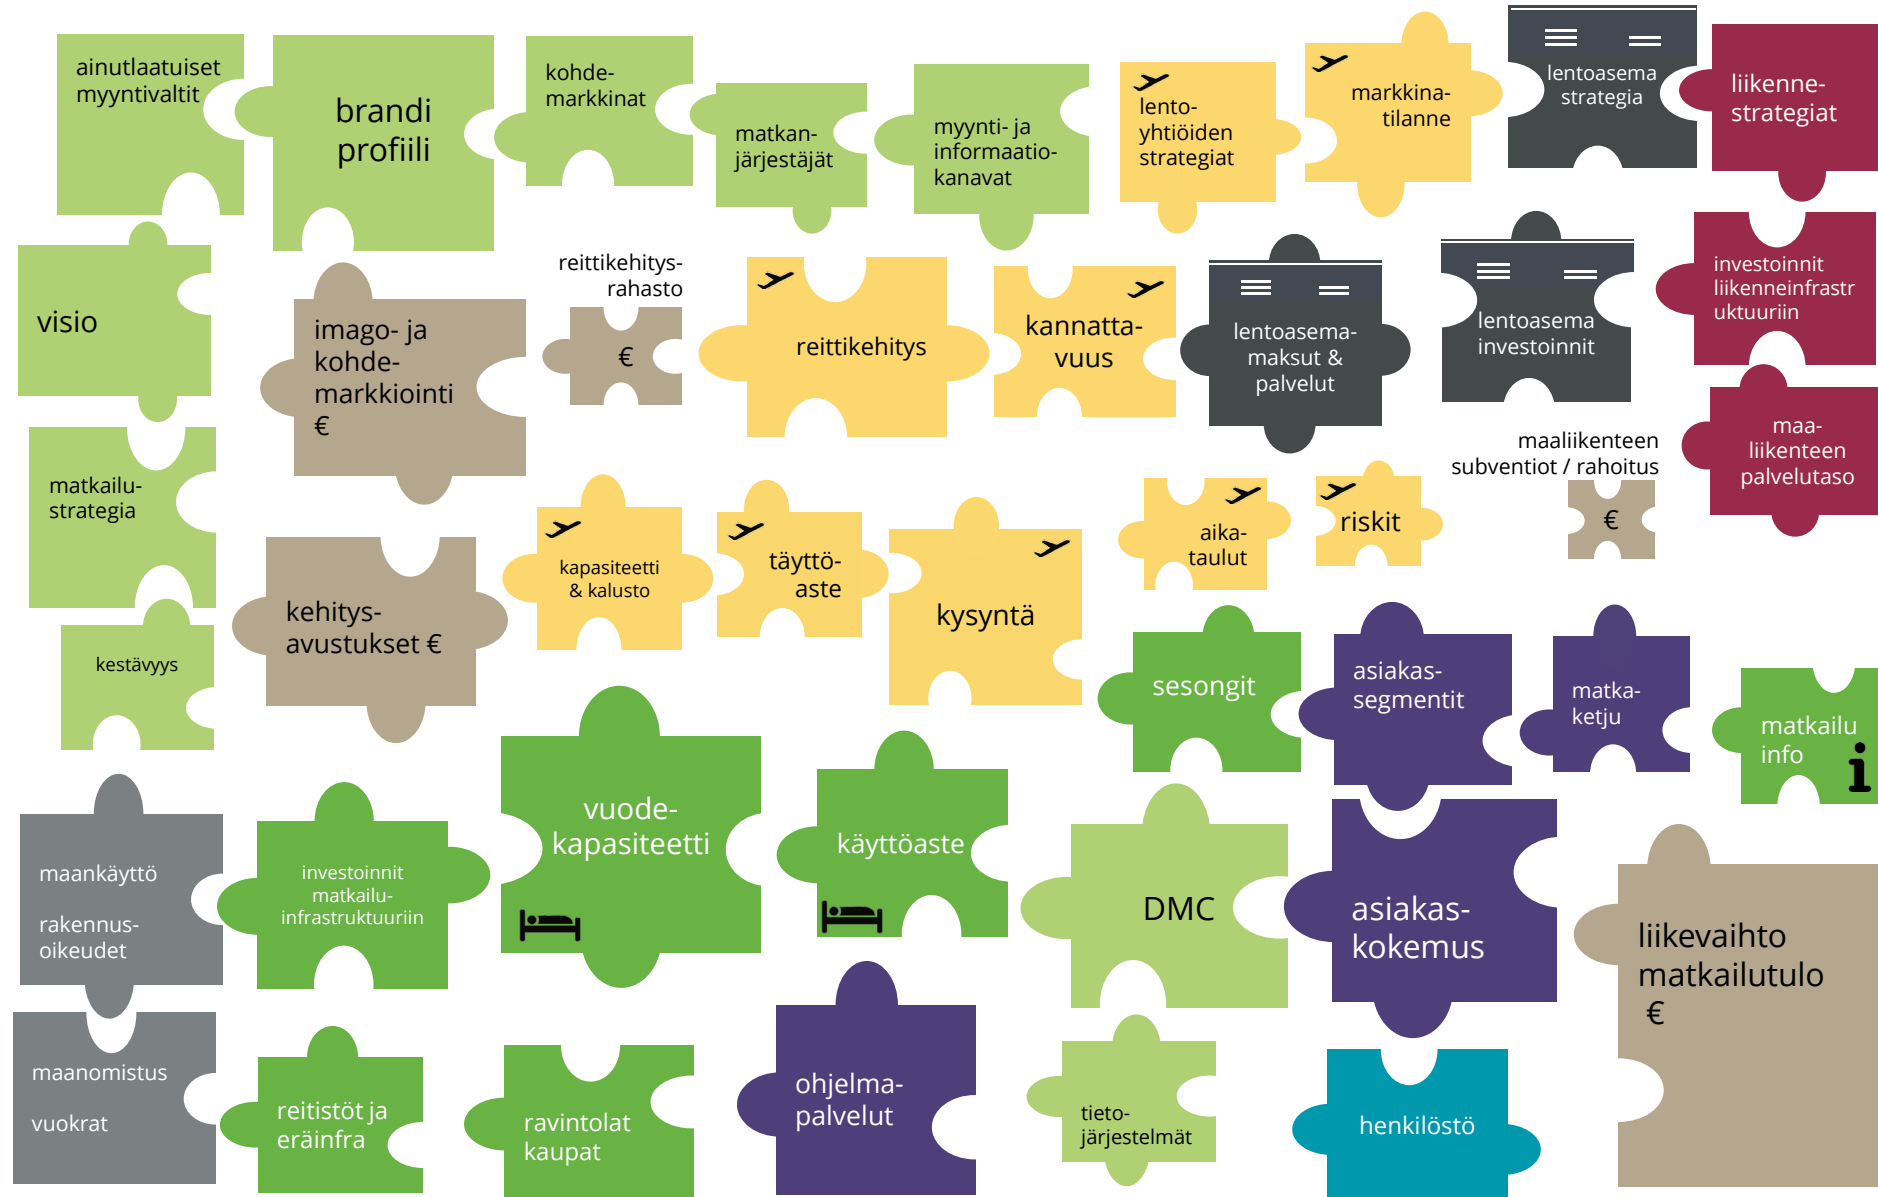 ainutlaatuiset
myyntivaltit
brandi
profiili
kohde-
markkinat
matkan-
järjestäjät
myynti- ja
informaatio-
kanavat
lento-
yhtiöiden
strategiat
markkina-
tilanne
lentoasema
strategia
liikenne-
strategiat
visio
imago- ja
kohde-
markkiointi
€
reittikehitys-
rahasto
€
reittikehitys
kannatta-
vuus
lentoasema-
maksut &
palvelut
lentoasema
investoinnit
investoinnit
liikenneinfrastr
uktuuriin
matkailu-
strategia
maaliikenteen
subventiot / rahoitus
€
maa-
liikenteen
palvelutaso
kestävyys
kehitys-
avustukset €
kapasiteetti
& kalusto
täyttö-
aste
kysyntä
aika-
taulut
riskit
sesongit
asiakas-
segmentit
matka-
ketju
matkailu
info
i
maankäyttö
rakennus-
oikeudet
investoinnit
matkailu-
infrastruktuuriin
vuode-
kapasiteetti
käyttöaste
DMC
asiakas-
kokemus
liikevaihto
matkailutulo
€
maanomistus
vuokrat
reitistöt ja
eräinfra
ravintolat
kaupat
ohjelma-
palvelut
tieto-
järjestelmät
henkilöstö